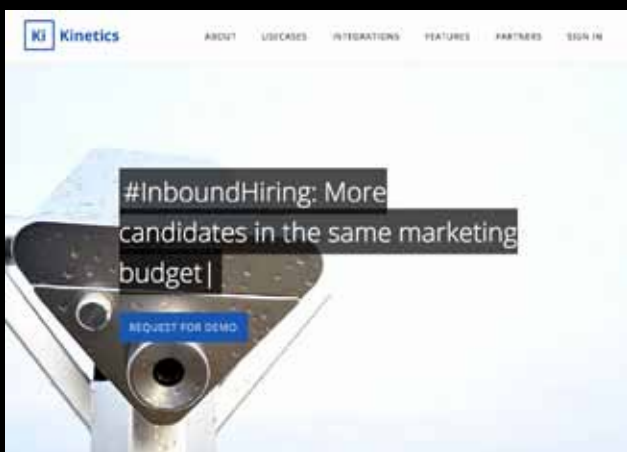 Ki Kinetics
ABOUT USECASES INTEGRATIONS FEATURES PARTNERS SIGN IN
#InboundHiring: More
candidates in the same marketing
budget|
REQUEST FOR DEMO